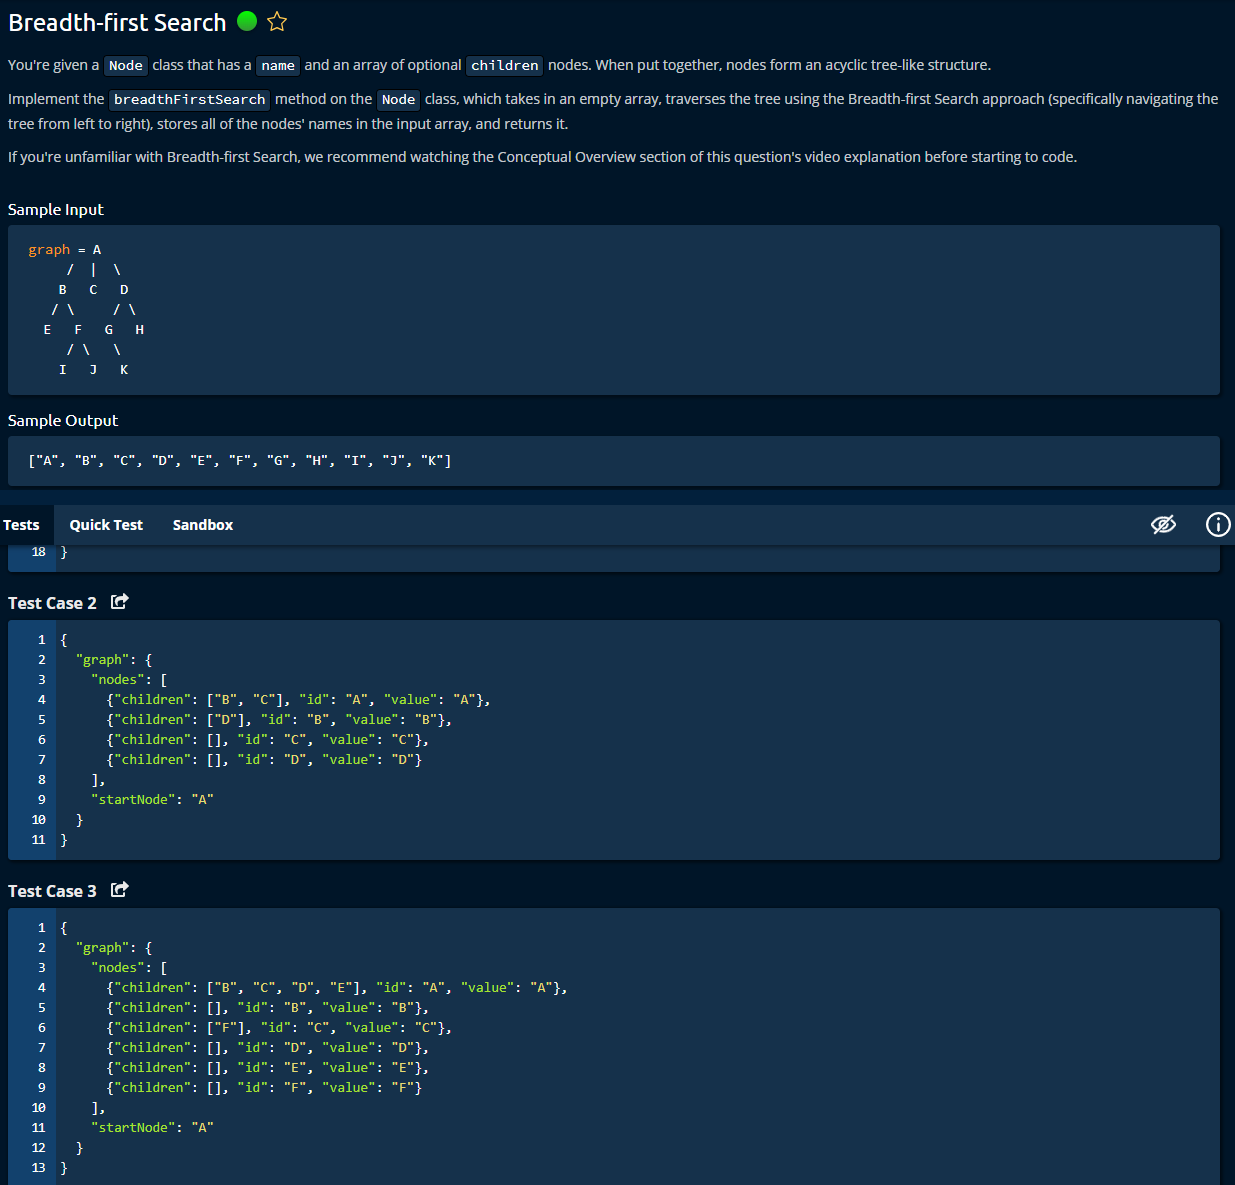 Breadth-first Search
You're given a Node class that has a name and an array of optional children nodes. When put together, nodes form an acyclic tree-like structure.
Implement the breadthFirstSearch method on the Node class, which takes in an empty array, traverses the tree using the Breadth-first Search approach (specifically navigating the
tree from left to right), stores all of the nodes' names in the input array, and returns it.
If you're unfamiliar with Breadth-first Search, we recommend watching the Conceptual Overview section of this question's video explanation before starting to code.
Sample Input
graph = A
     /  |  \
    B   C   D
   / \     / \
  E   F   G   H
     / \   \
    I   J   K
Sample Output
["A", "B", "C", "D", "E", "F", "G", "H", "I", "J", "K"]
Tests Quick Test Sandbox
18 }
Test Case 2
1 {
2   "graph": {
3     "nodes": [
4       {"children": ["B", "C"], "id": "A", "value": "A"},
5       {"children": ["D"], "id": "B", "value": "B"},
6       {"children": [], "id": "C", "value": "C"},
7       {"children": [], "id": "D", "value": "D"}
8     ],
9     "startNode": "A"
10   }
11 }
Test Case 3
1 {
2   "graph": {
3     "nodes": [
4       {"children": ["B", "C", "D", "E"], "id": "A", "value": "A"},
5       {"children": [], "id": "B", "value": "B"},
6       {"children": ["F"], "id": "C", "value": "C"},
7       {"children": [], "id": "D", "value": "D"},
8       {"children": [], "id": "E", "value": "E"},
9       {"children": [], "id": "F", "value": "F"}
10     ],
11     "startNode": "A"
12   }
13 }